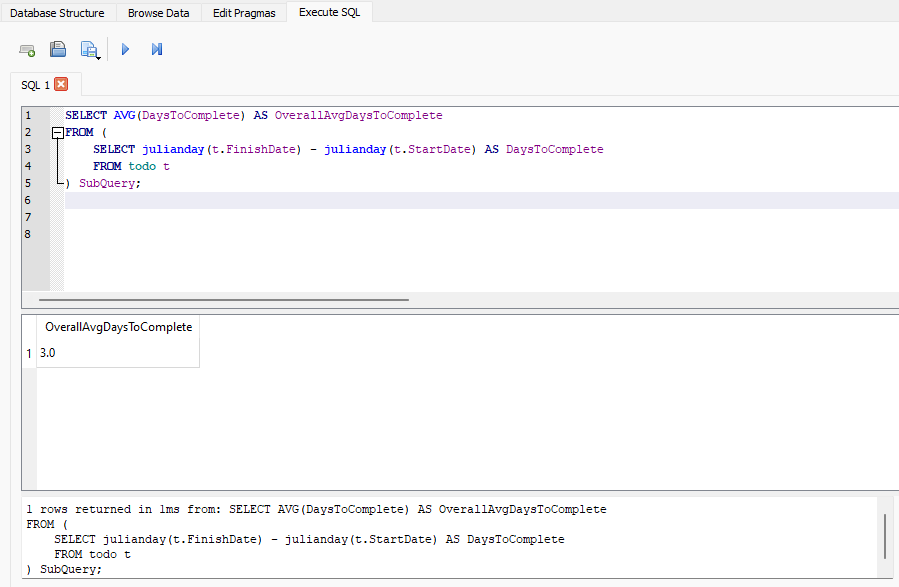 Database Structure Browse Data Edit Pragmas Execute SQL
SQL 1
1 SELECT AVG(DaysToComplete) AS OverallAvgDaysToComplete
2 FROM (
3 SELECT julianday(t.FinishDate) - julianday(t.StartDate) AS DaysToComplete
4 FROM todo t
5 ) SubQuery;
6
7
8
OverallAvgDaysToComplete
1 3.0
1 rows returned in 1ms from: SELECT AVG(DaysToComplete) AS OverallAvgDaysToComplete
FROM (
SELECT julianday(t.FinishDate) - julianday(t.StartDate) AS DaysToComplete
FROM todo t
) SubQuery;